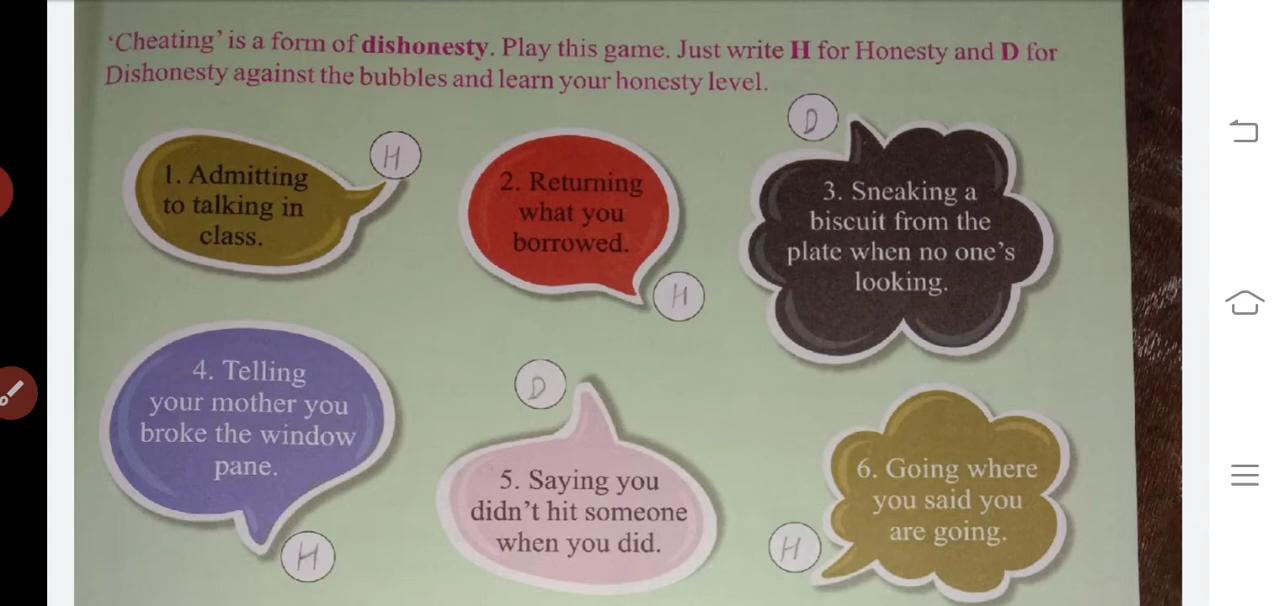 ‘Cheating’ is a form of dishonesty. Play this game. Just write H for Honesty and D for
Dishonesty against the bubbles and learn your honesty level.
1. Admitting
to talking in
class.
H
2. Returning
what you
borrowed.
H
D
3. Sneaking a
biscuit from the
plate when no one’s
looking.
4. Telling
your mother you
broke the window
pane.
H
D
5. Saying you
didn’t hit someone
when you did.
6. Going where
you said you
are going.
H